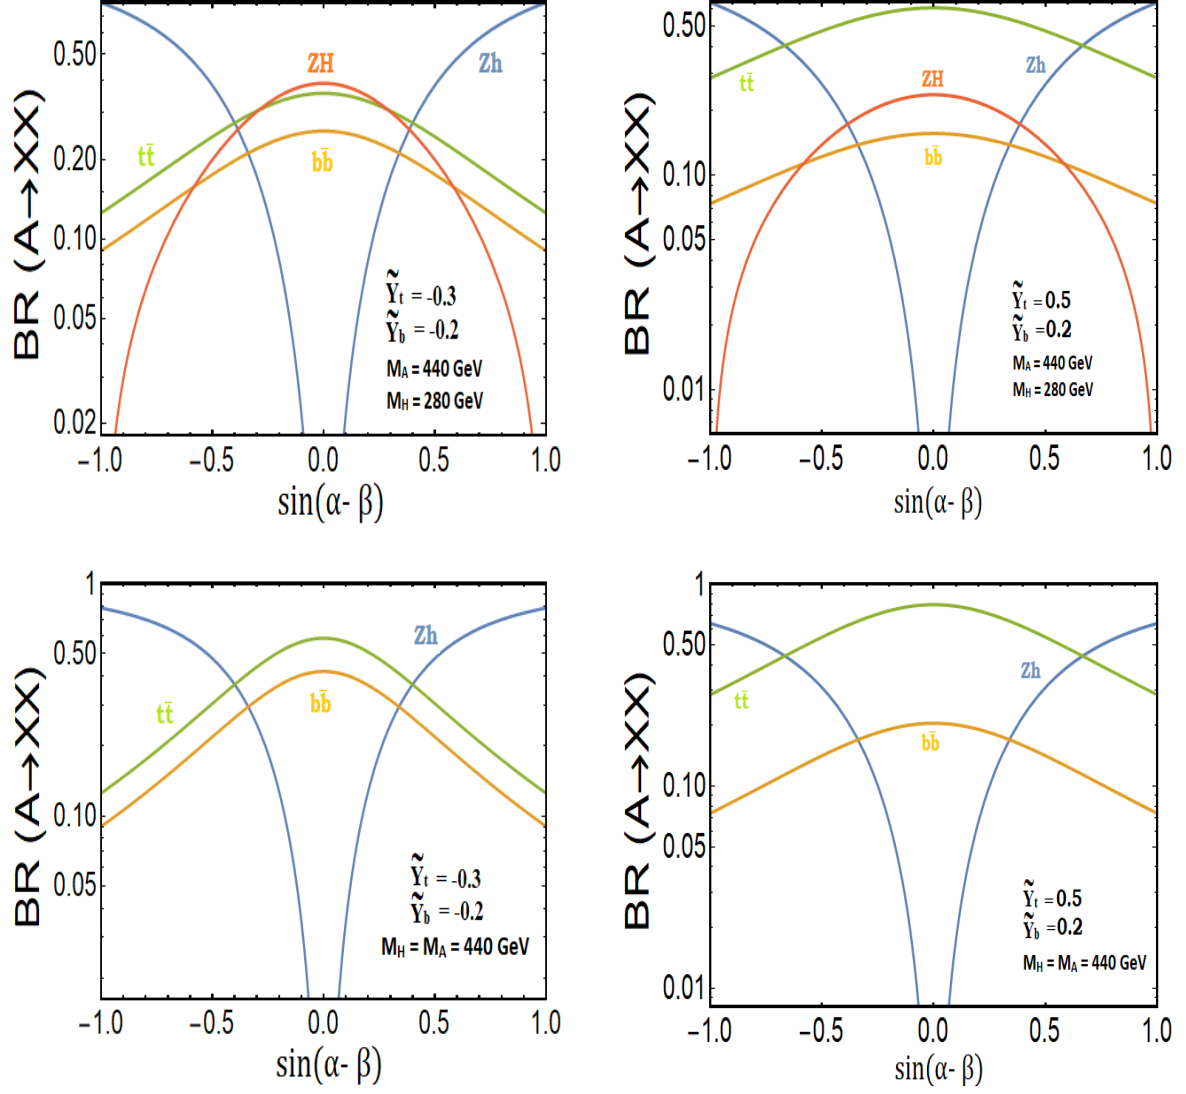 BR (A→XX)
0.50
0.20
0.10
0.05
0.02
ZH
Zh
tt̄
bb̄
Ỹt = -0.3
Ỹb = -0.2
MA = 440 GeV
MH = 280 GeV
−1.0 −0.5 0.0 0.5 1.0
sin(α- β)
BR (A→XX)
0.50
0.10
0.05
0.01
Zh
tt̄
ZH
bb̄
Ỹt = 0.5
Ỹb = 0.2
MA = 440 GeV
MH = 280 GeV
−1.0 −0.5 0.0 0.5 1.0
sin(α- β)
BR (A→XX)
1
0.50
0.10
0.05
Zh
tt̄
bb̄
Ỹt = -0.3
Ỹb = -0.2
MH = MA = 440 GeV
−1.0 −0.5 0.0 0.5 1.0
sin(α- β)
BR (A→XX)
1
0.50
0.10
0.05
0.01
Zh
tt̄
bb̄
Ỹt = 0.5
Ỹb = 0.2
MH = MA = 440 GeV
−1.0 −0.5 0.0 0.5 1.0
sin(α- β)